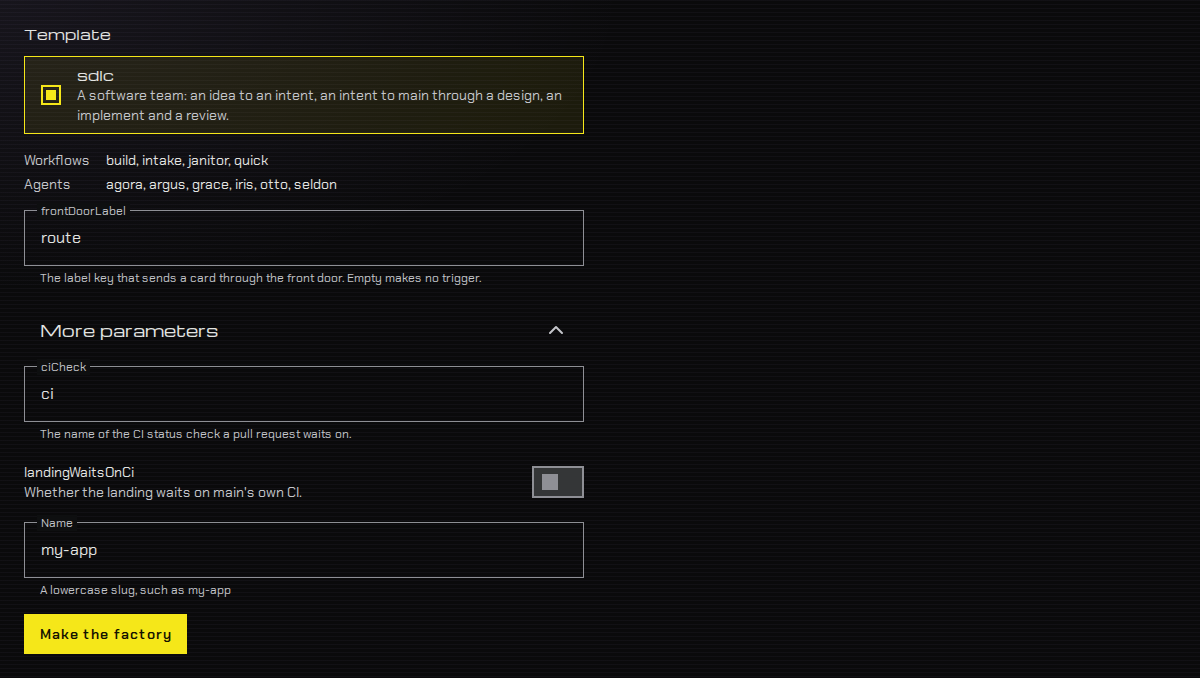 Template
sdlc
A software team: an idea to an intent, an intent to main through a design, an
implement and a review.
Workflows build, intake, janitor, quick
Agents agora, argus, grace, iris, otto, seldon
frontDoorLabel
route
The label key that sends a card through the front door. Empty makes no trigger.
More parameters
ciCheck
ci
The name of the CI status check a pull request waits on.
landingWaitsOnCi
Whether the landing waits on main's own CI.
Name
my-app
A lowercase slug, such as my-app
Make the factory